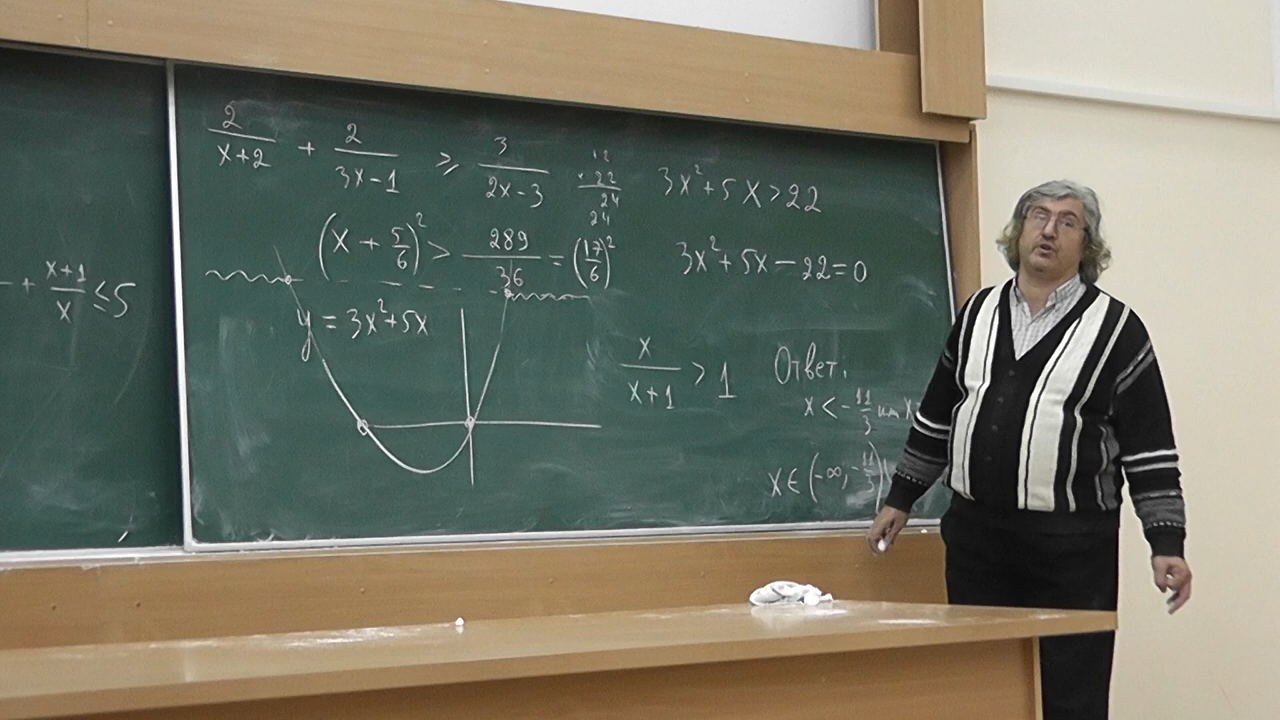 + x+1/x ≤ 5
2/(x+2) + 2/(3x-1) ≥ 3/(2x-3)
12
× 22
24
24
3x² + 5x > 22
(x + 5/6)² > 289/36 = (17/6)²
3x² + 5x - 22 = 0
y = 3x² + 5x
x/(x+1) > 1
Ответ:
x < -11/3 или x
x ∈ (-∞; -11/3)